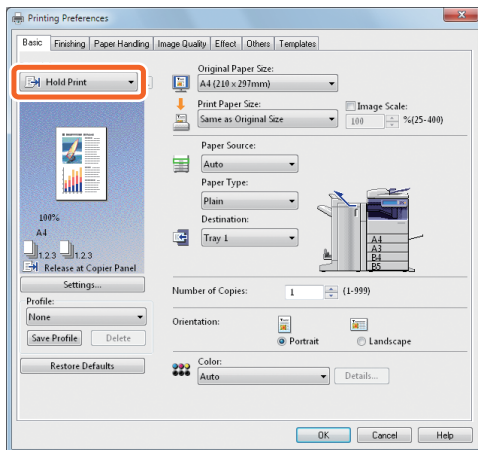 Printing Preferences
Basic Finishing Paper Handling Image Quality Effect Others Templates
Hold Print
100%
A4
1.2.3 1.2.3
Release at Copier Panel
Settings...
Profile:
None
Save Profile Delete
Restore Defaults
Original Paper Size:
A4 (210 x 297mm)
Print Paper Size:
Same as Original Size
Image Scale:
100 %(25-400)
Paper Source:
Auto
Paper Type:
Plain
Destination:
Tray 1
A4
A3
B4
B5
Number of Copies: 1 (1-999)
Orientation:
Portrait Landscape
Color:
Auto Details...
OK Cancel Help